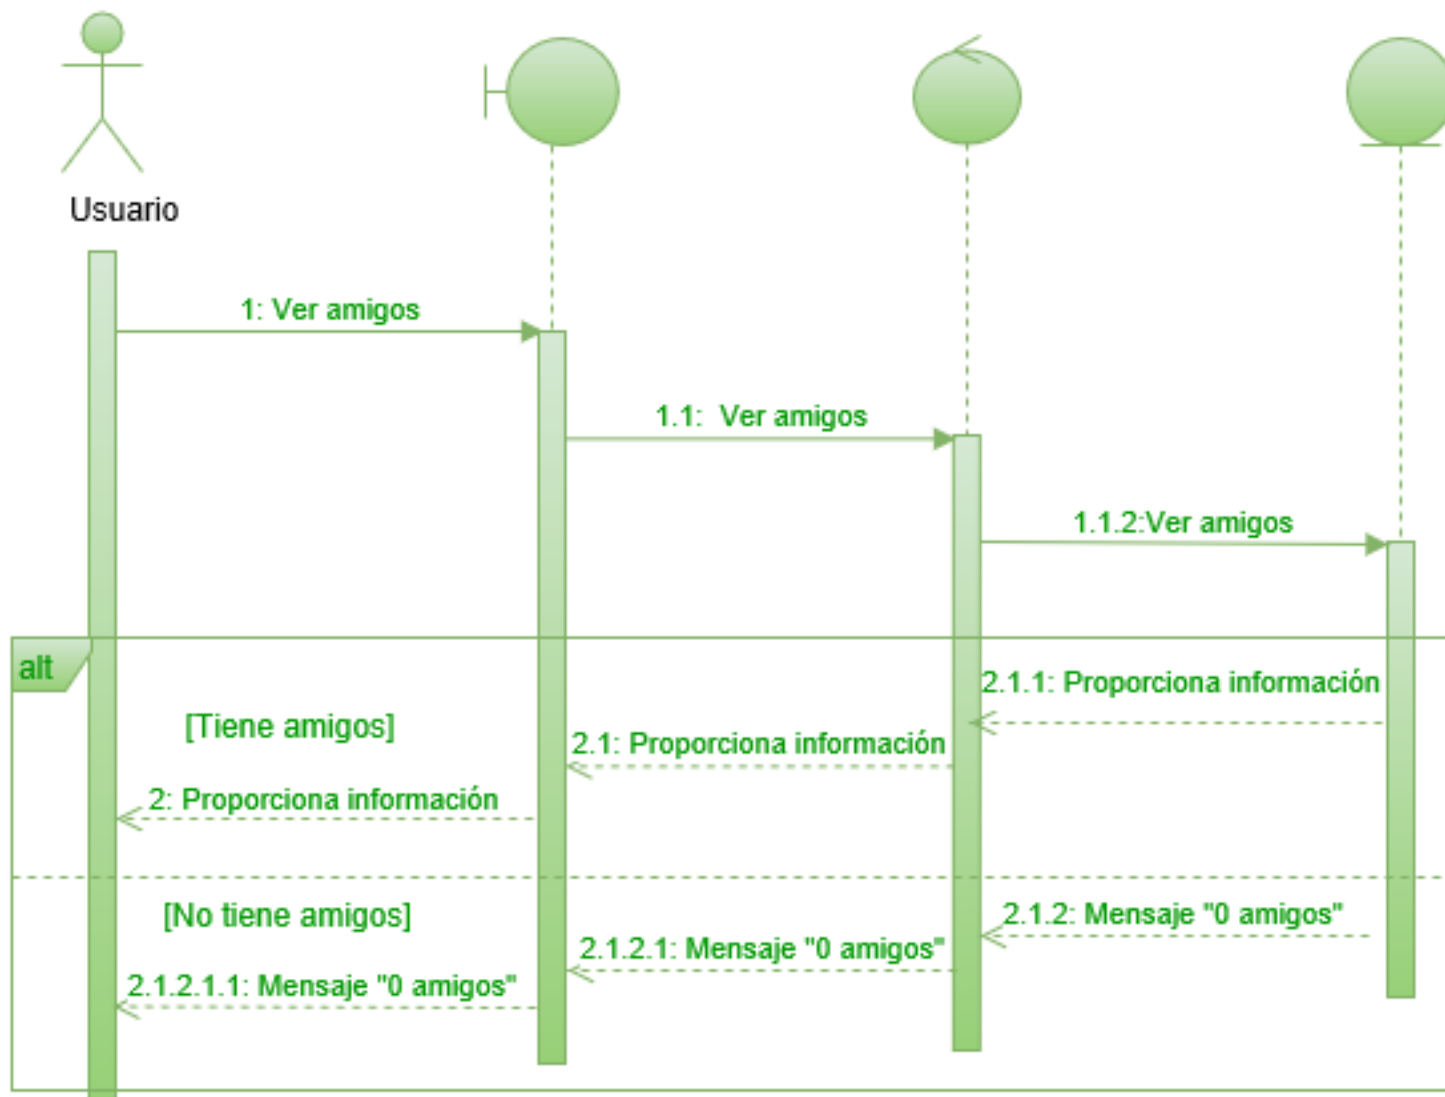 Usuario
1: Ver amigos
1.1: Ver amigos
1.1.2:Ver amigos
alt
2.1.1: Proporciona información
[Tiene amigos]
2.1: Proporciona información
2: Proporciona información
[No tiene amigos]
2.1.2: Mensaje "0 amigos"
2.1.2.1: Mensaje "0 amigos"
2.1.2.1.1: Mensaje "0 amigos"